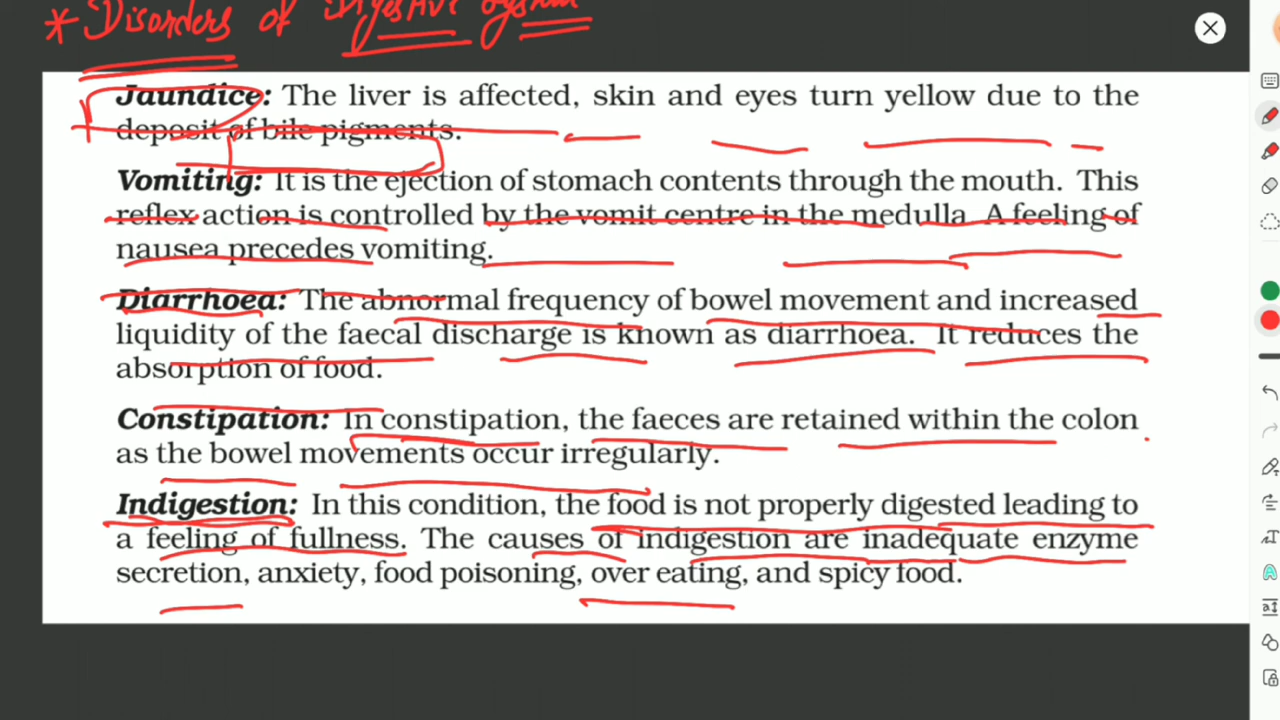 * Disorders of Digestive System
Jaundice: The liver is affected, skin and eyes turn yellow due to the
deposit of bile pigments.
Vomiting: It is the ejection of stomach contents through the mouth. This
reflex action is controlled by the vomit centre in the medulla. A feeling of
nausea precedes vomiting.
Diarrhoea: The abnormal frequency of bowel movement and increased
liquidity of the faecal discharge is known as diarrhoea. It reduces the
absorption of food.
Constipation: In constipation, the faeces are retained within the colon
as the bowel movements occur irregularly.
Indigestion: In this condition, the food is not properly digested leading to
a feeling of fullness. The causes of indigestion are inadequate enzyme
secretion, anxiety, food poisoning, over eating, and spicy food.